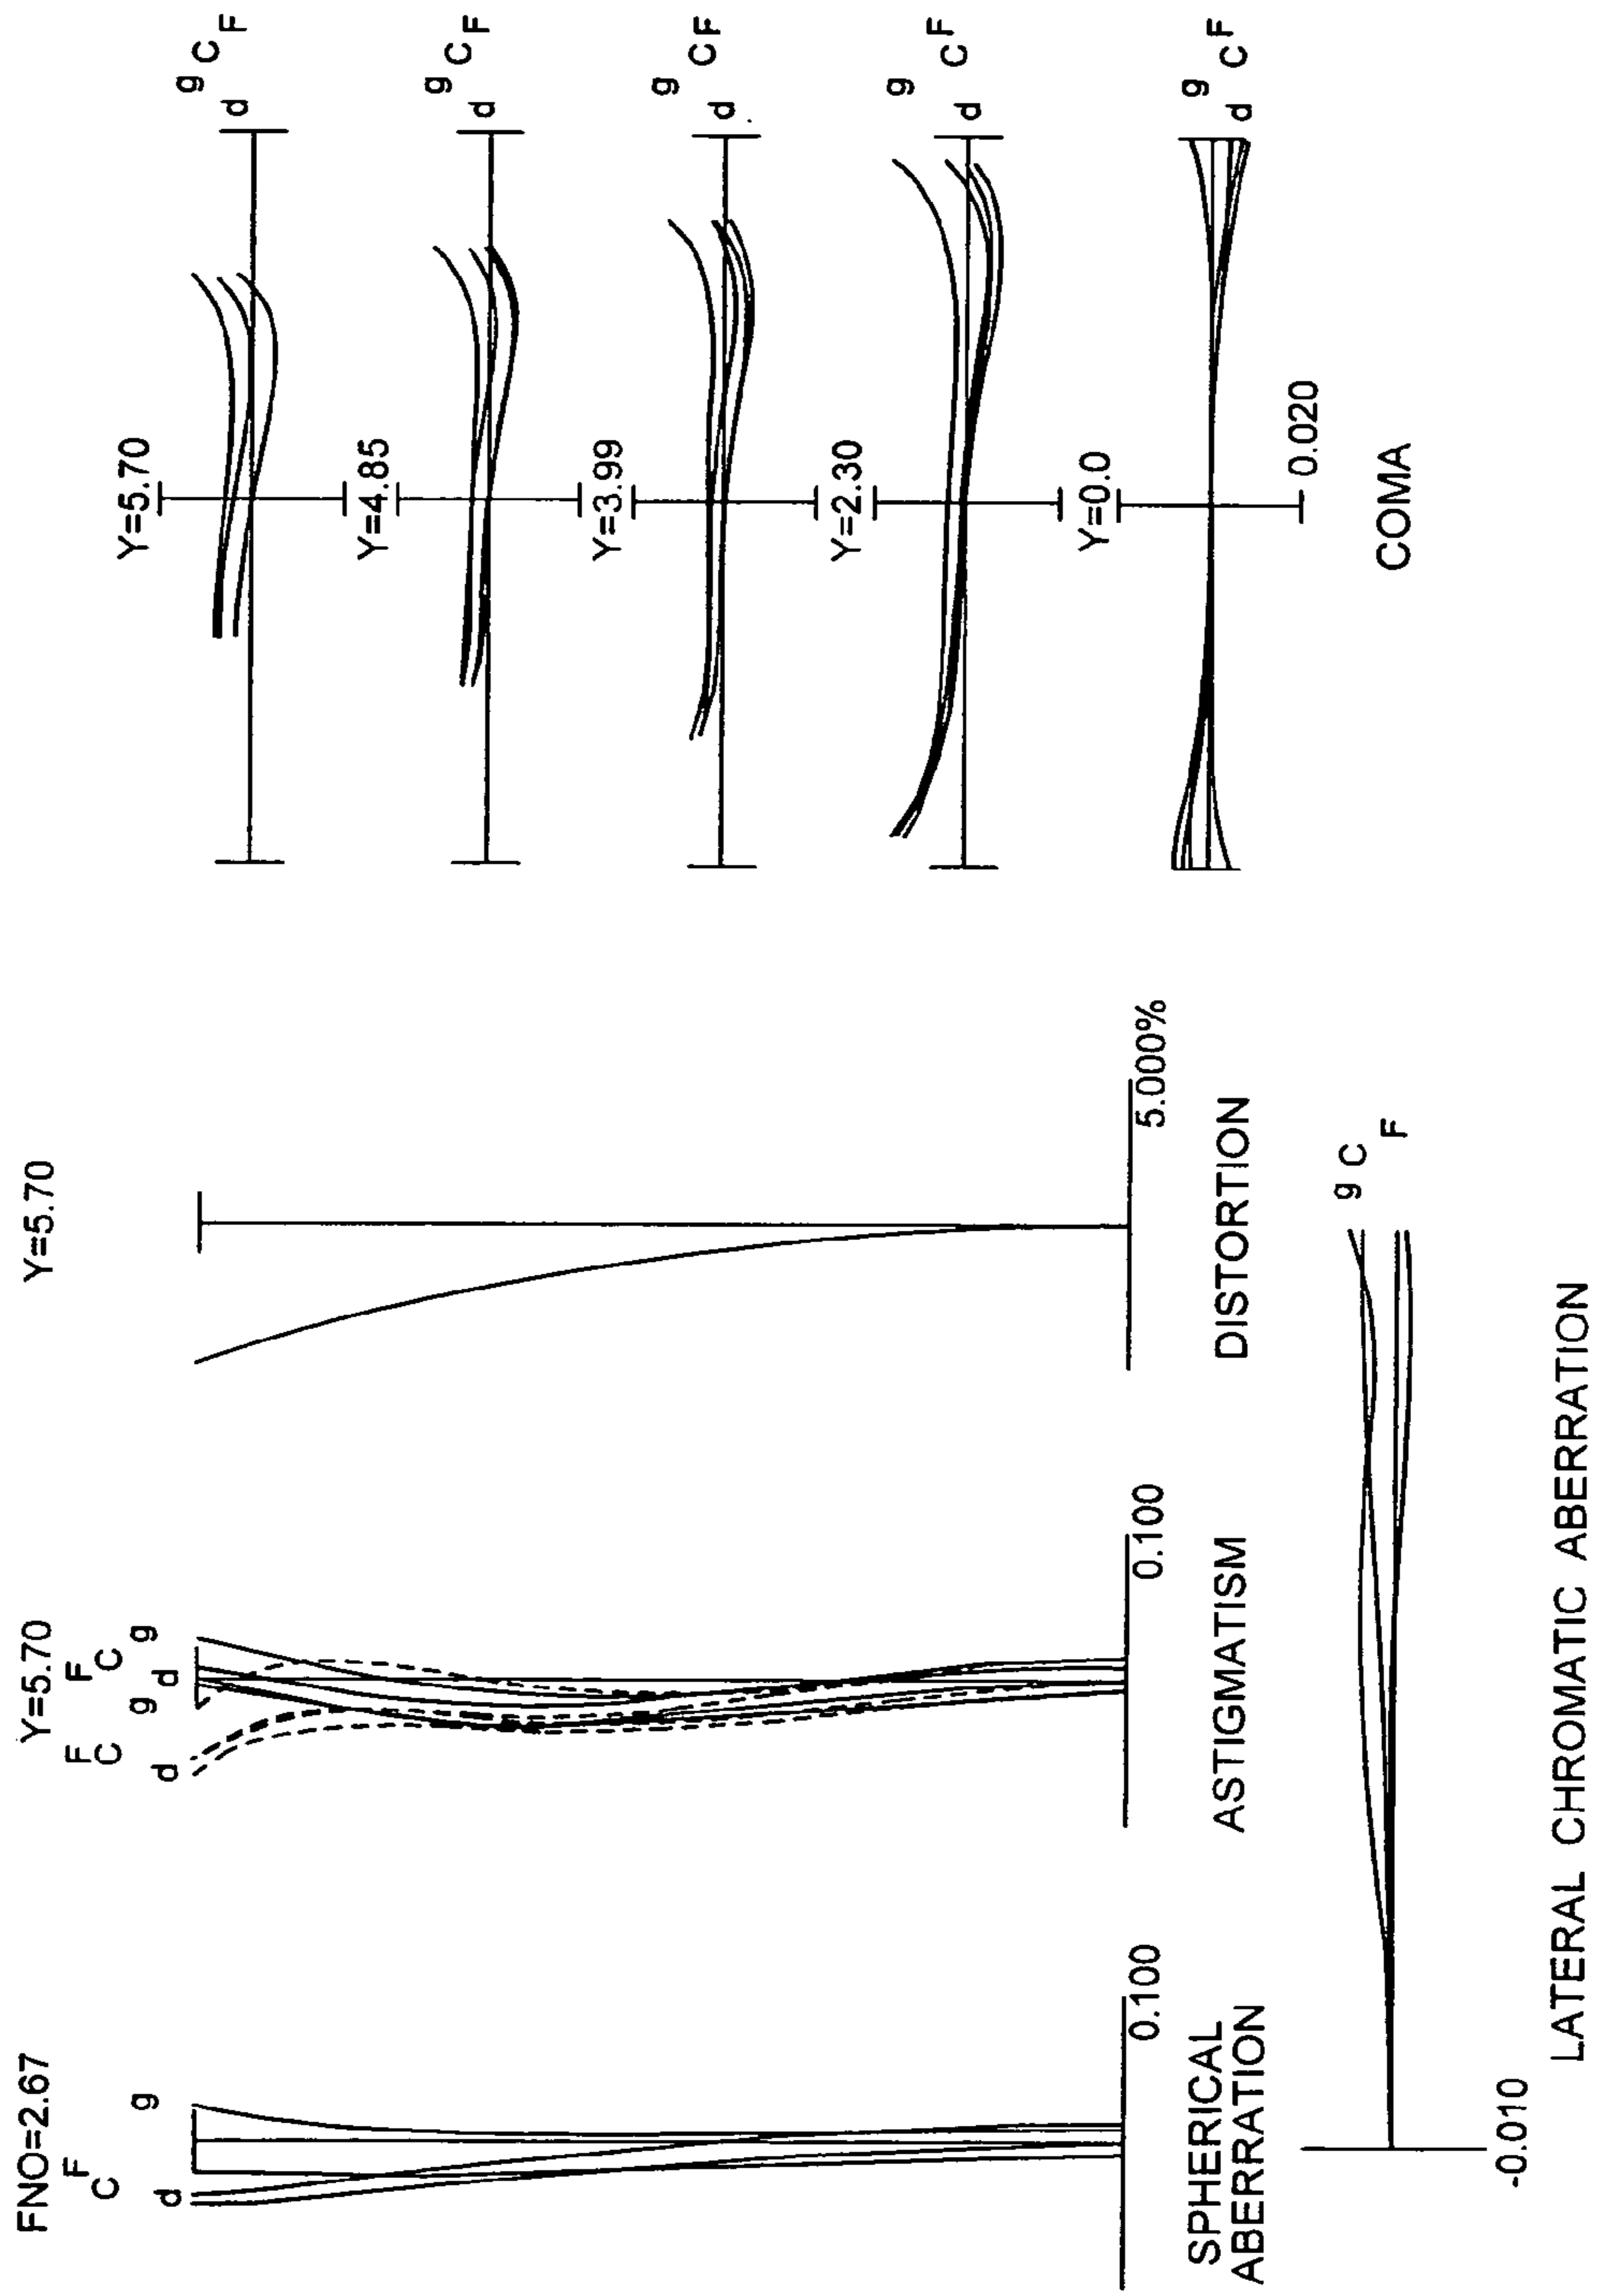 FNO=2.67
F
C
d
g
0.100
SPHERICAL
ABERRATION
Y=5.70
F
C
d
g
F
C
d
g
0.100
ASTIGMATISM
Y=5.70
5.000%
DISTORTION
Y=5.70
g
C
F
d
Y=4.85
g
C
F
d
Y=3.99
g
C
F
d
Y=2.30
g
C
F
d
Y=0.0
g
F
d
C
0.020
COMA
g
C
F
-0.010
LATERAL CHROMATIC ABERRATION